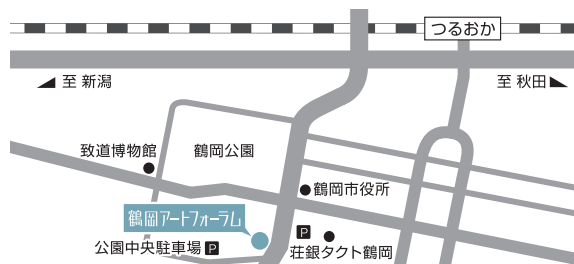 つるおか
至 新潟
至 秋田
致道博物館
鶴岡公園
鶴岡市役所
鶴岡アートフォーラム
P
公園中央駐車場 P
荘銀タクト鶴岡